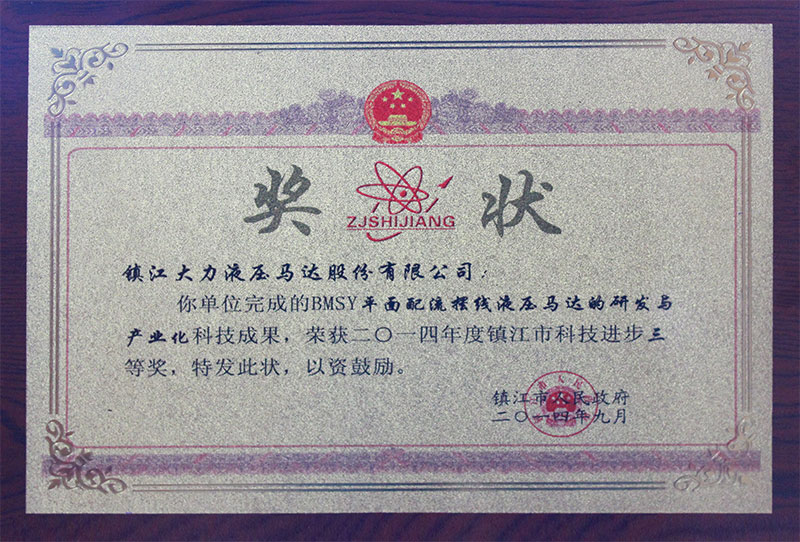 奖 状
ZJSHIJIANG
镇江大力液压马达股份有限公司：
你单位完成的BMSY平面配流摆线液压马达的研发与
产业化科技成果，荣获二〇一四年度镇江市科技进步三
等奖，特发此状，以资鼓励。
镇江市人民政府
二〇一四年九月